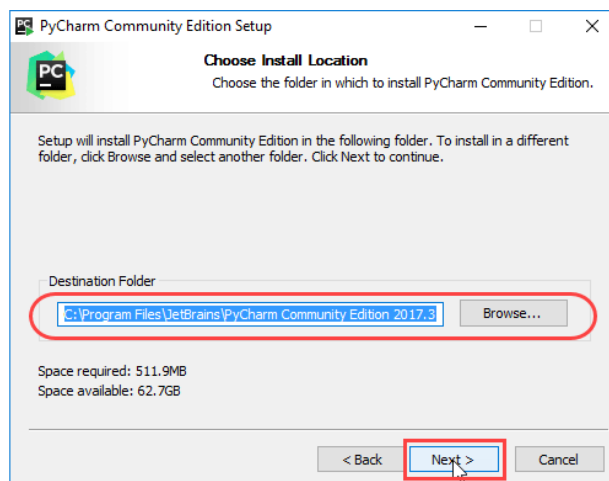 PyCharm Community Edition Setup
PC
Choose Install Location
Choose the folder in which to install PyCharm Community Edition.
Setup will install PyCharm Community Edition in the following folder. To install in a different
folder, click Browse and select another folder. Click Next to continue.
Destination Folder
C:\Program Files\JetBrains\PyCharm Community Edition 2017.3
Browse...
Space required: 511.9MB
Space available: 62.7GB
< Back
Next >
Cancel